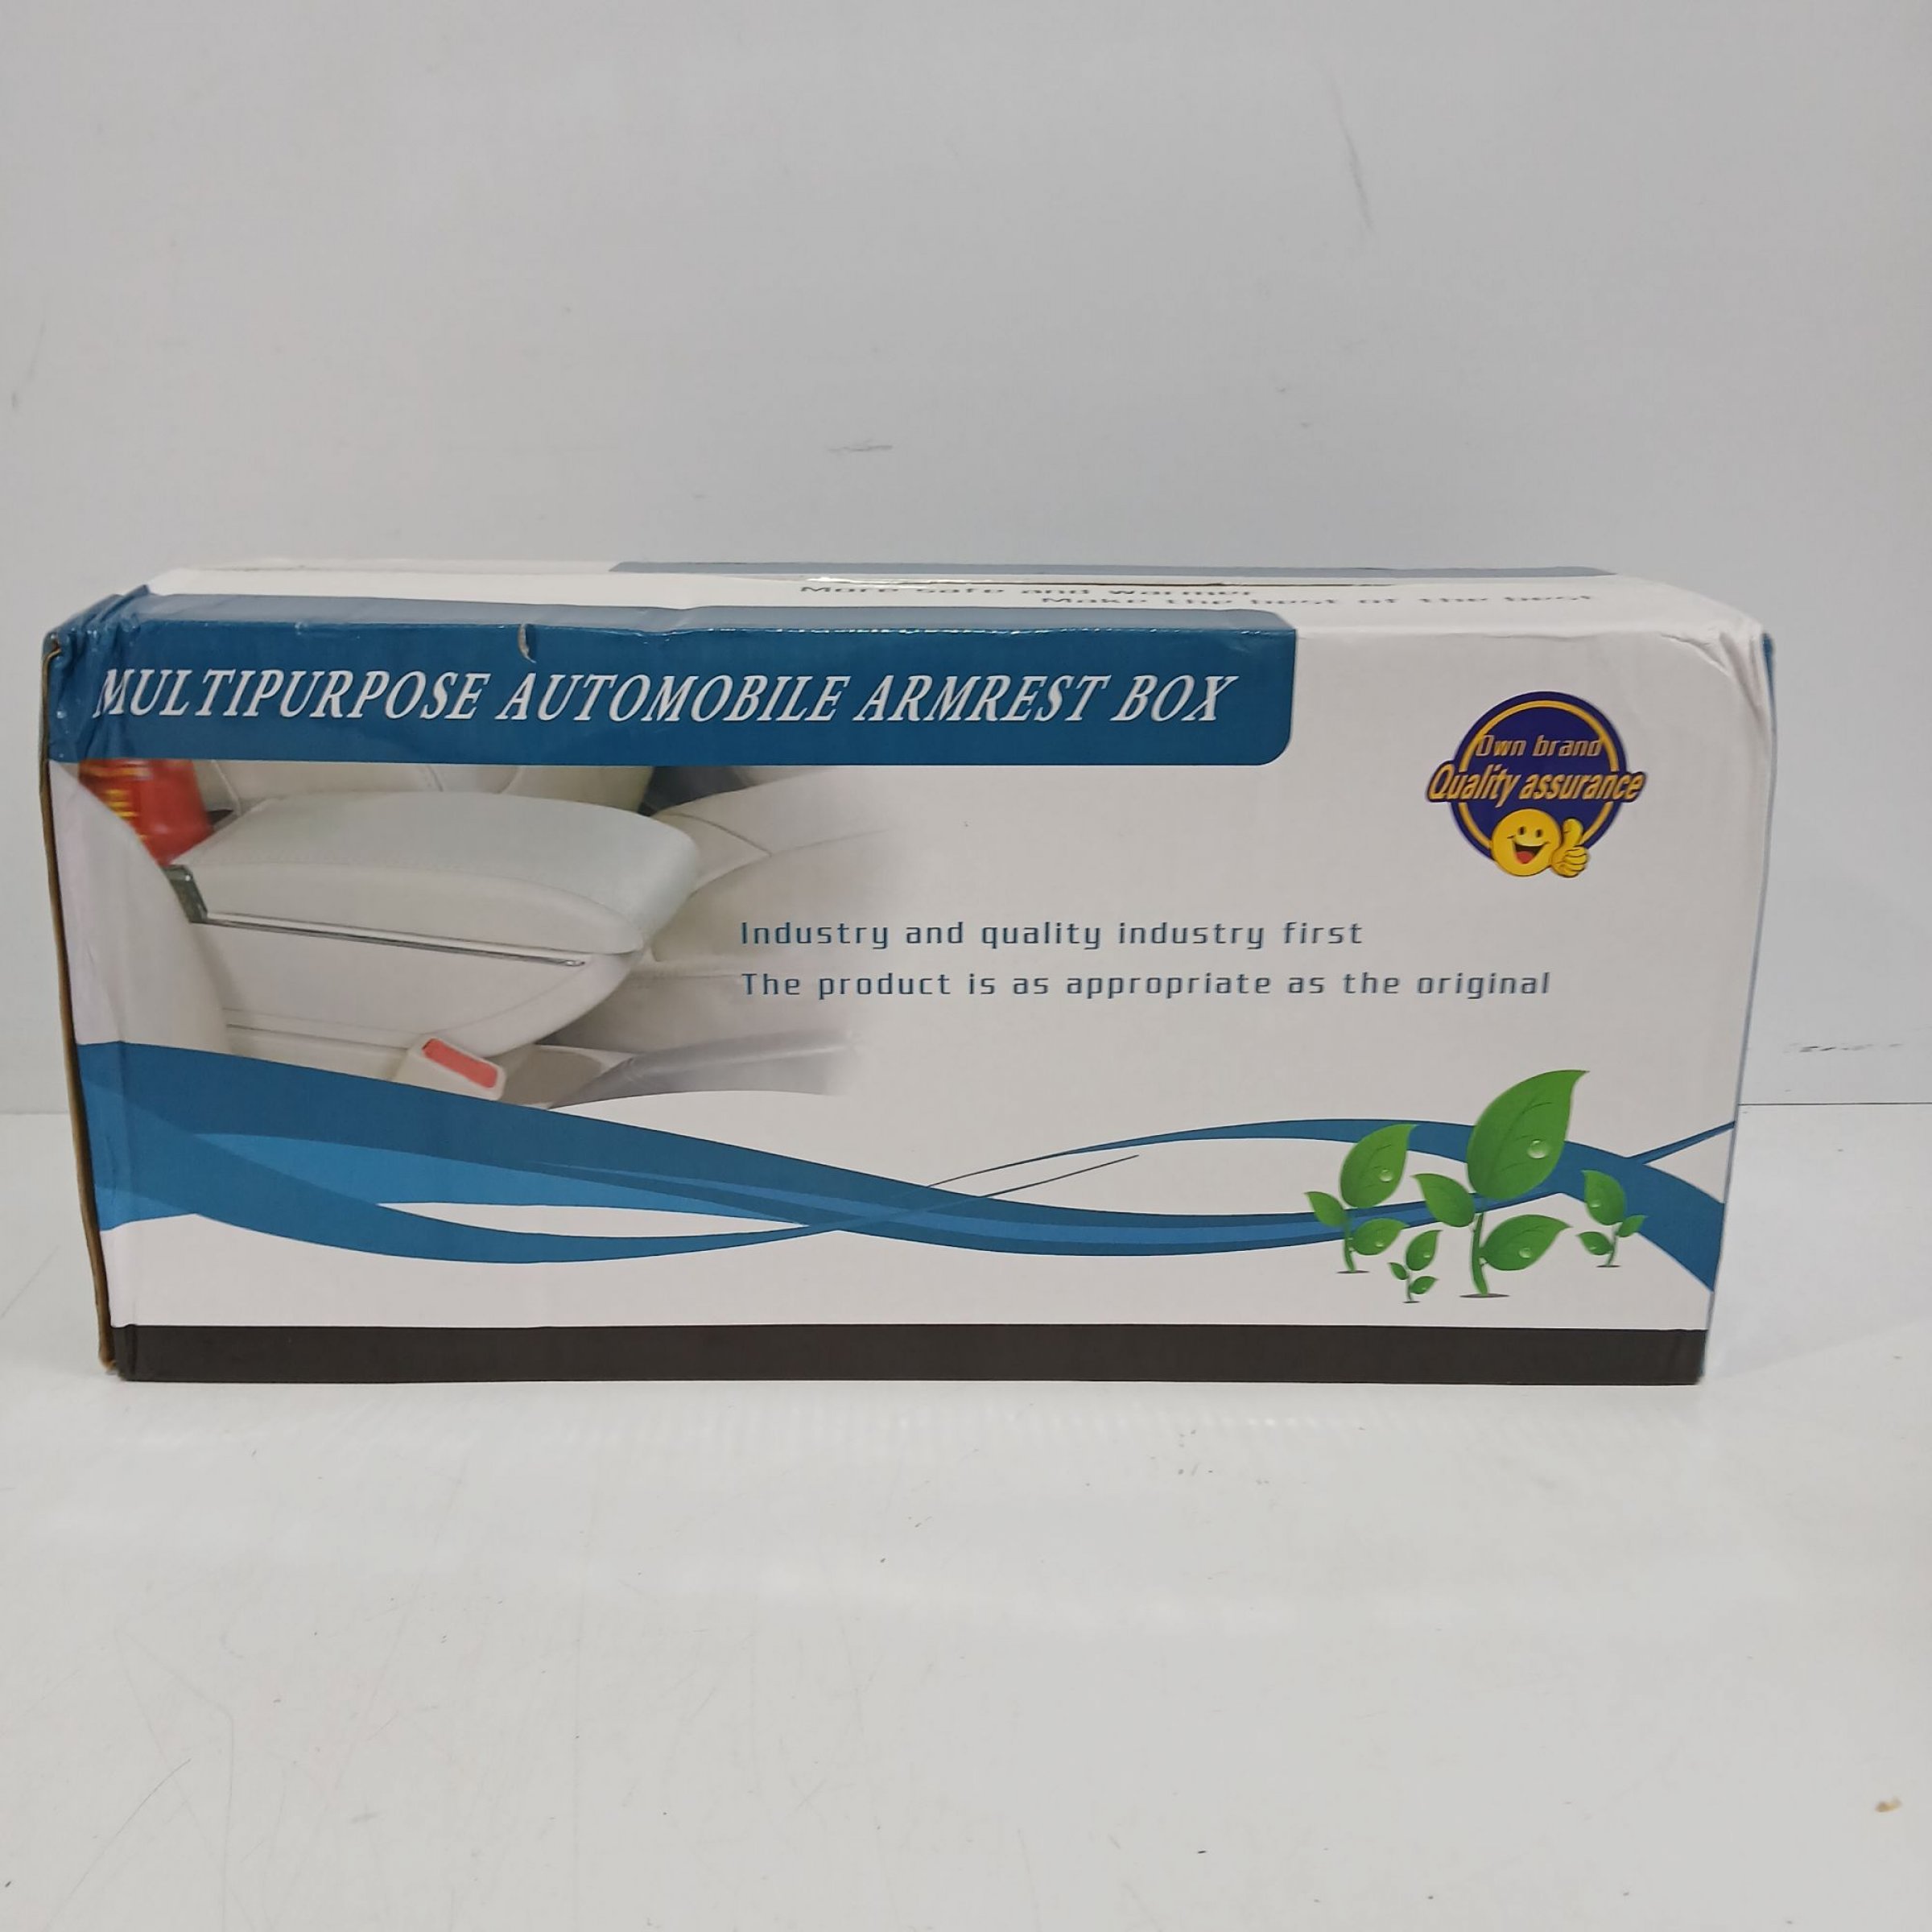 More safe and warmer
Make the best of the best
MULTIPURPOSE AUTOMOBILE ARMREST BOX
Own brand
Quality assurance
Industry and quality industry first
The product is as appropriate as the original